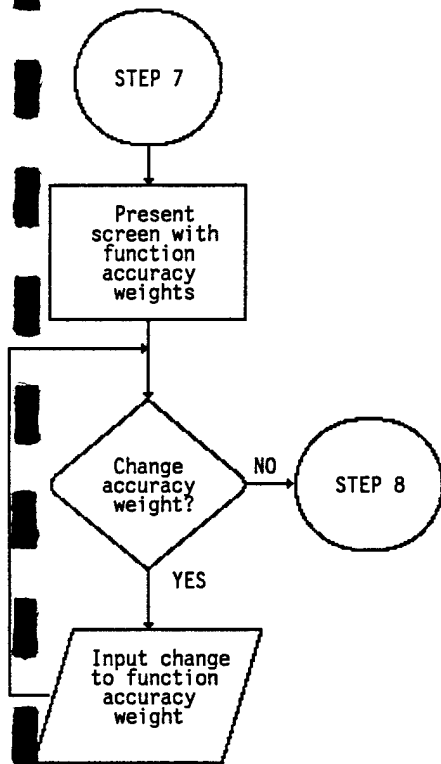 STEP 7
Present
screen with
function
accuracy
weights
Change
accuracy
weight?
NO
STEP 8
YES
Input change
to function
accuracy
weight